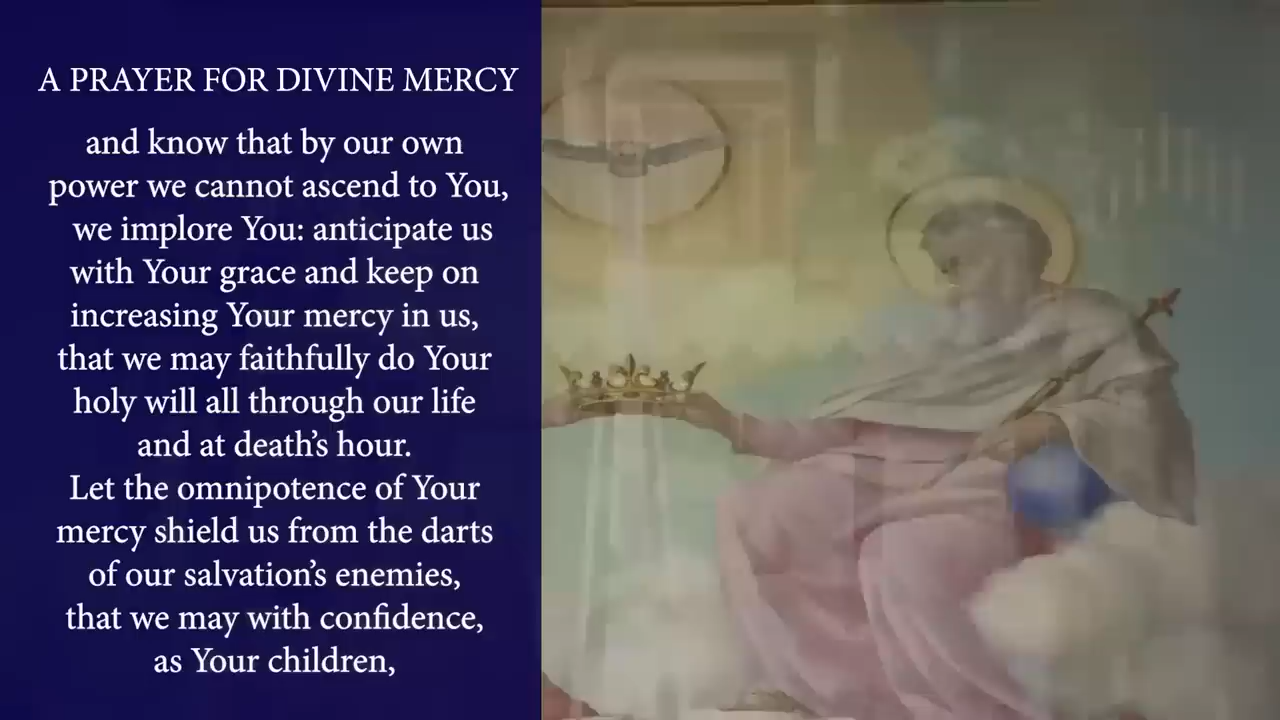 A PRAYER FOR DIVINE MERCY
and know that by our own
power we cannot ascend to You,
we implore You: anticipate us
with Your grace and keep on
increasing Your mercy in us,
that we may faithfully do Your
holy will all through our life
and at death’s hour.
Let the omnipotence of Your
mercy shield us from the darts
of our salvation’s enemies,
that we may with confidence,
as Your children,